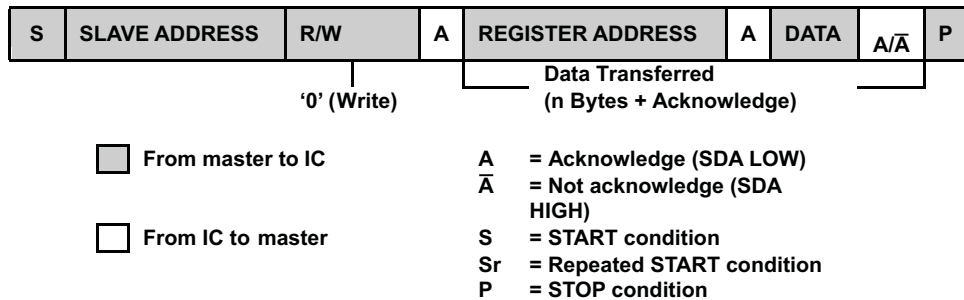 S SLAVE ADDRESS R/W A REGISTER ADDRESS A DATA A/A̅ P
‘0’ (Write)
Data Transferred
(n Bytes + Acknowledge)
From master to IC
From IC to master
A = Acknowledge (SDA LOW)
A̅ = Not acknowledge (SDA
HIGH)
S = START condition
Sr = Repeated START condition
P = STOP condition